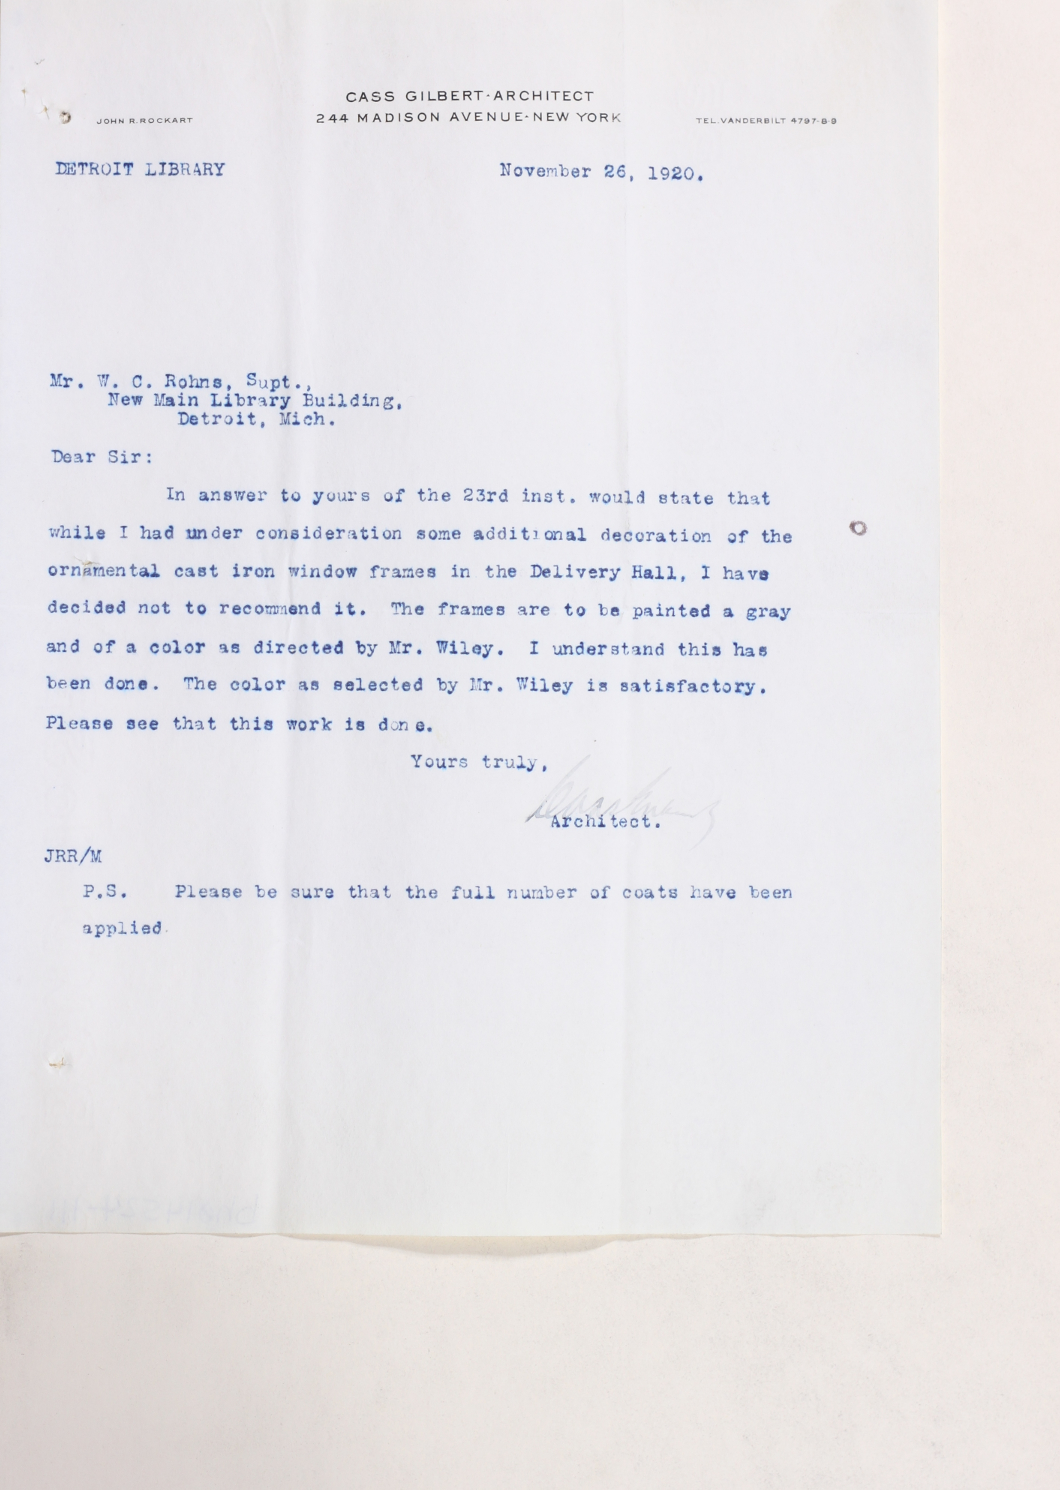 CASS GILBERT·ARCHITECT
JOHN R. ROCKART 244 MADISON AVENUE·NEW YORK TEL. VANDERBILT 4797-8-9
DETROIT LIBRARY November 26, 1920.
Mr. W. C. Rohns, Supt.,
New Main Library Building,
Detroit, Mich.
Dear Sir:
In answer to yours of the 23rd inst. would state that
while I had under consideration some additional decoration of the
ornamental cast iron window frames in the Delivery Hall, I have
decided not to recommend it. The frames are to be painted a gray
and of a color as directed by Mr. Wiley. I understand this has
been done. The color as selected by Mr. Wiley is satisfactory.
Please see that this work is done.
Yours truly,
Architect.
JRR/M
P.S. Please be sure that the full number of coats have been
applied.